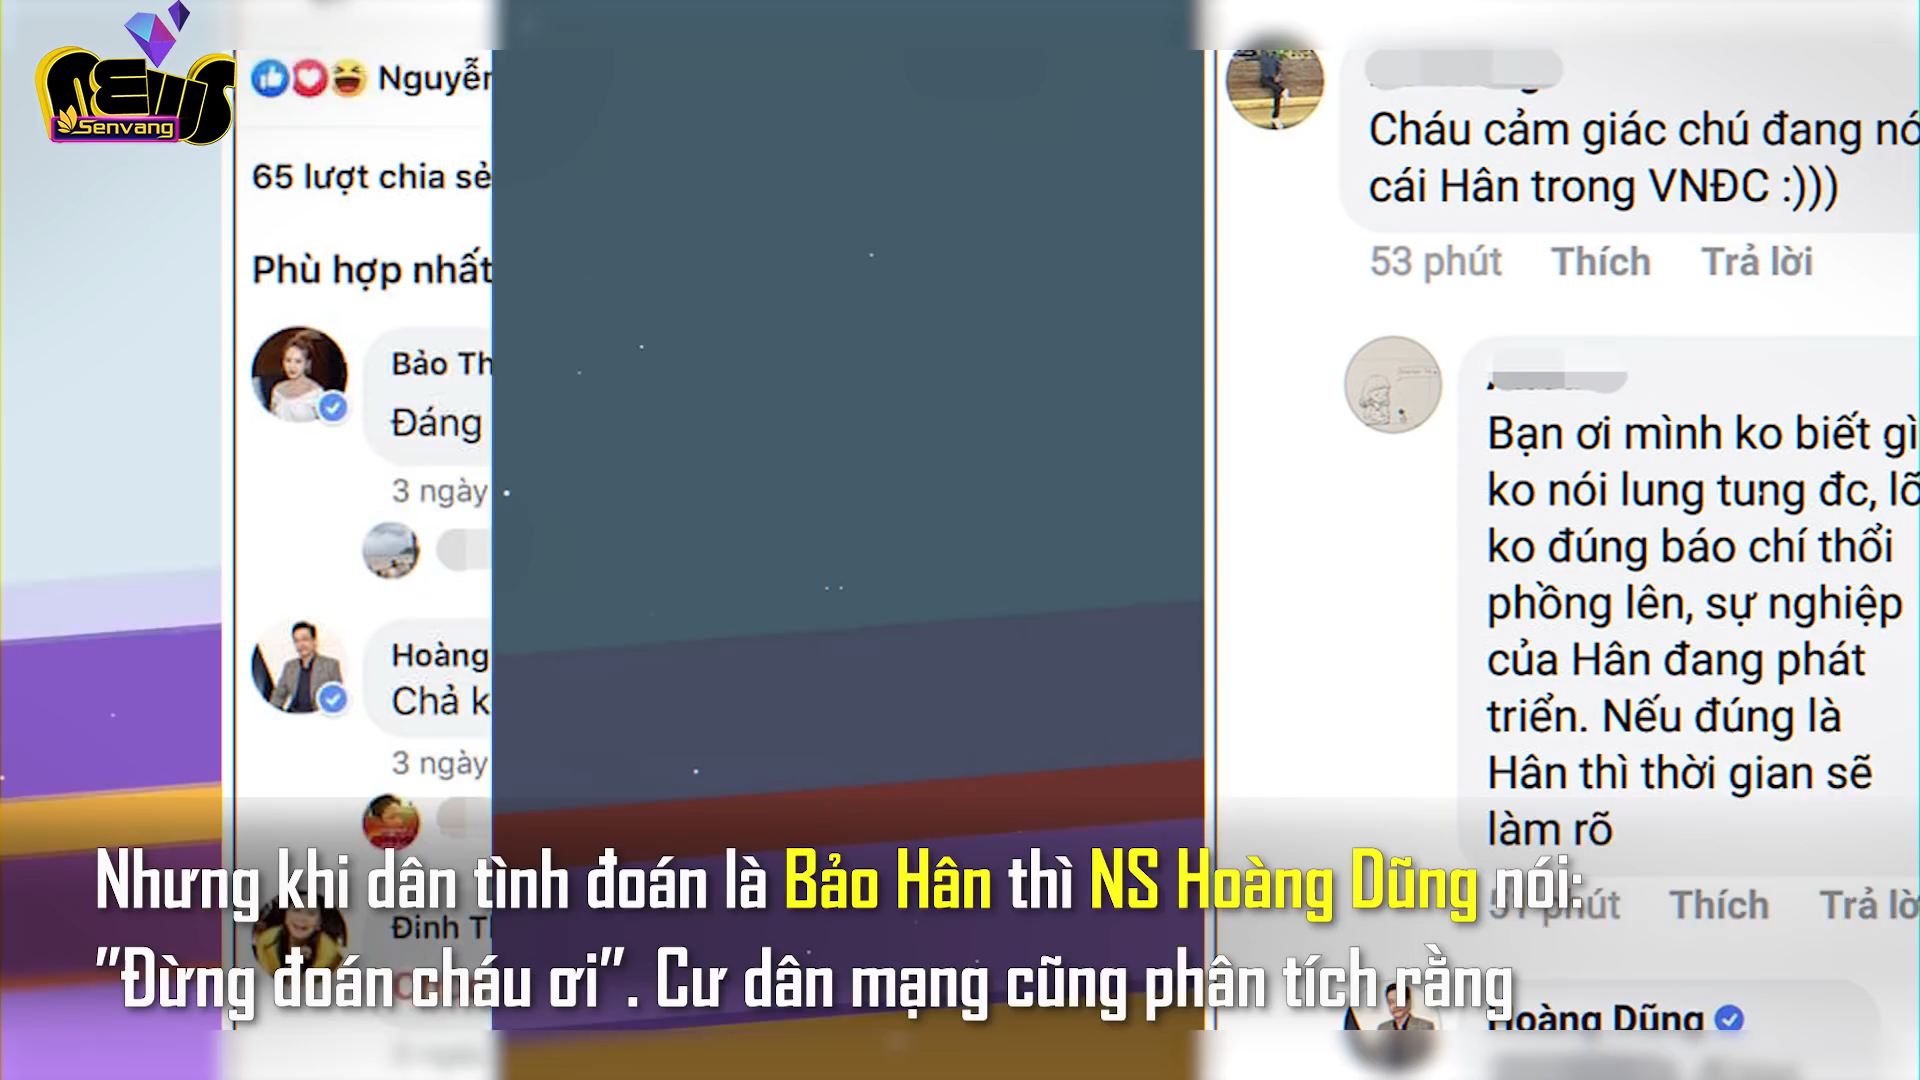 NEWS
Senvang
Nguyễn
65 lượt chia sẻ
Phù hợp nhất
Bảo Th
Đáng
3 ngày
Hoàng
Chả k
3 ngày
Đinh Th
Cháu cảm giác chú đang nó
cái Hân trong VNĐC :)))
53 phút Thích Trả lời
Bạn ơi mình ko biết gì
ko nói lung tung đc, lỡ
ko đúng báo chí thổi
phồng lên, sự nghiệp
của Hân đang phát
triển. Nếu đúng là
Hân thì thời gian sẽ
làm rõ
51 phút Thích Trả lờ
Hoàng Dũng
Nhưng khi dân tình đoán là Bảo Hân thì NS Hoàng Dũng nói:
"Đừng đoán cháu ơi". Cư dân mạng cũng phân tích rằng